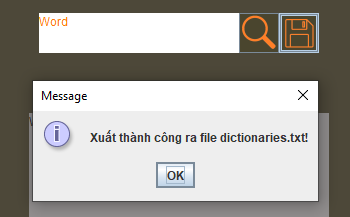 Word
Message
Xuất thành công ra file dictionaries.txt!
OK